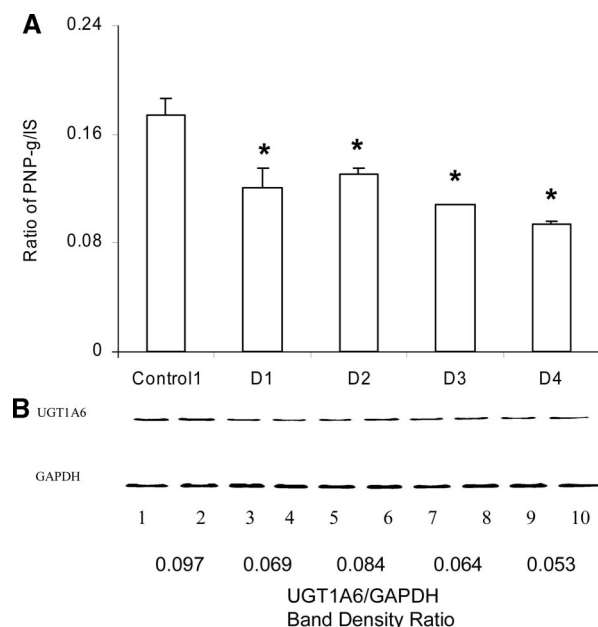 A
0.24
0.16
0.08
0
Ratio of PNP-g/IS
* * * *
Control1 D1 D2 D3 D4
B
UGT1A6
GAPDH
1 2 3 4 5 6 7 8 9 10
0.097 0.069 0.084 0.064 0.053
UGT1A6/GAPDH
Band Density Ratio